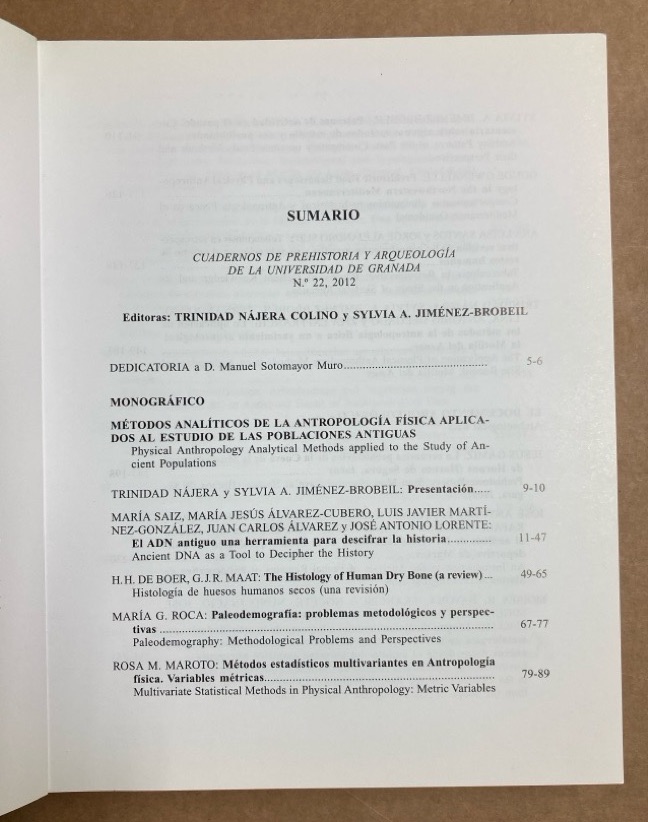 SUMARIO
CUADERNOS DE PREHISTORIA Y ARQUEOLOGÍA
DE LA UNIVERSIDAD DE GRANADA
N.º 22, 2012
Editoras: TRINIDAD NÁJERA COLINO y SYLVIA A. JIMÉNEZ-BROBEIL
DEDICATORIA a D. Manuel Sotomayor Muro................................................ 5-6
MONOGRÁFICO
MÉTODOS ANALÍTICOS DE LA ANTROPOLOGÍA FÍSICA APLICA-
DOS AL ESTUDIO DE LAS POBLACIONES ANTIGUAS
Physical Anthropology Analytical Methods applied to the Study of An-
cient Populations
TRINIDAD NÁJERA y SYLVIA A. JIMÉNEZ-BROBEIL: Presentación..... 9-10
MARÍA SAIZ, MARÍA JESÚS ÁLVAREZ-CUBERO, LUIS JAVIER MARTÍ-
NEZ-GONZÁLEZ, JUAN CARLOS ÁLVAREZ y JOSÉ ANTONIO LORENTE:
El ADN antiguo una herramienta para descifrar la historia.............. 11-47
Ancient DNA as a Tool to Decipher the History
H.H. DE BOER, G.J.R. MAAT: The Histology of Human Dry Bone (a review)... 49-65
Histología de huesos humanos secos (una revisión)
MARÍA G. ROCA: Paleodemografía: problemas metodológicos y perspec-
tivas ................................................................................................ 67-77
Paleodemography: Methodological Problems and Perspectives
ROSA M. MAROTO: Métodos estadísticos multivariantes en Antropología
física. Variables métricas..................................................................... 79-89
Multivariate Statistical Methods in Physical Anthropology: Metric Variables